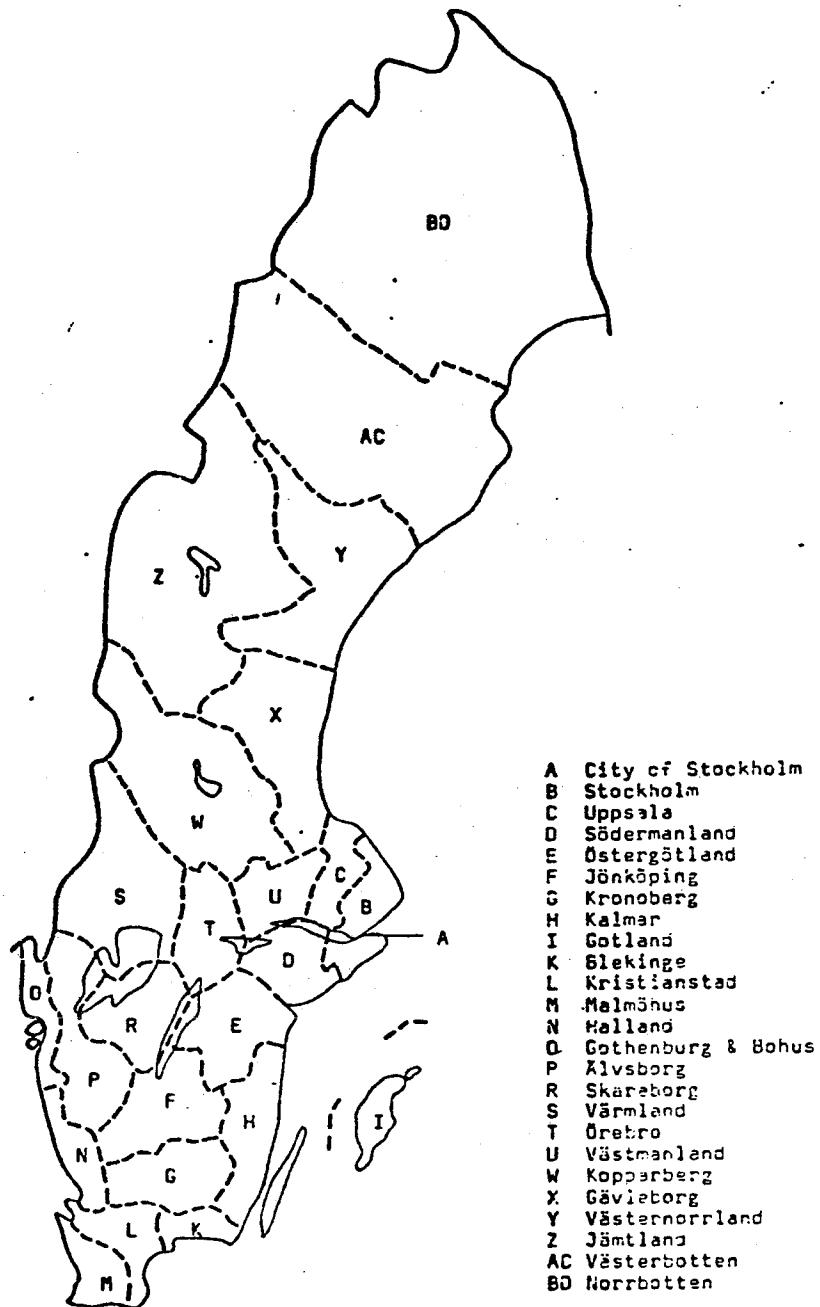 BD
AC
Y
Z
X
W
S
U
C
B
T
A
D
O
R
E
P
F
H
I
N
G
L
K
M
A City of Stockholm
B Stockholm
C Uppsala
D Södermanland
E Östergötland
F Jönköping
G Kronoberg
H Kalmar
I Gotland
K Blekinge
L Kristianstad
M Malmöhus
N Halland
O Gothenburg & Bohus
P Älvsborg
R Skaraborg
S Värmland
T Örebro
U Västmanland
W Kopparberg
X Gävleborg
Y Västernorrland
Z Jämtland
AC Västerbotten
BD Norrbotten